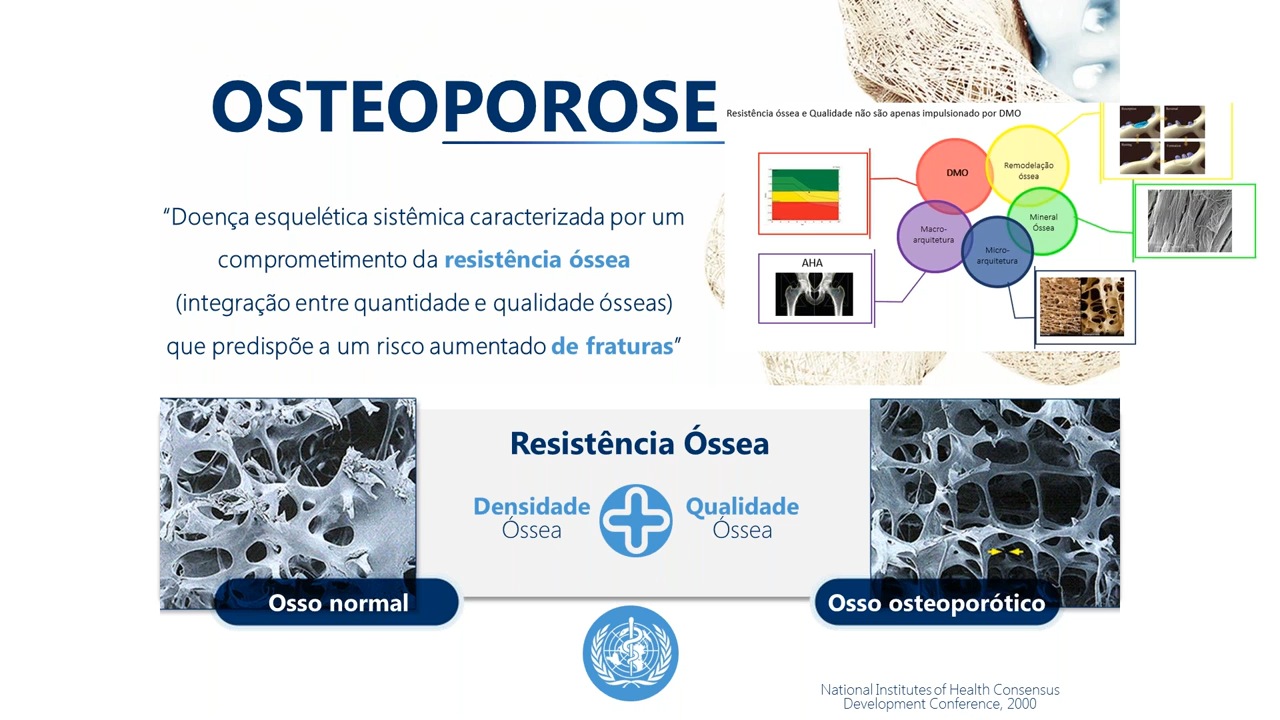 OSTEOPOROSE
“Doença esquelética sistêmica caracterizada por um
comprometimento da resistência óssea
(integração entre quantidade e qualidade ósseas)
que predispõe a um risco aumentado de fraturas”
Resistência óssea e Qualidade não são apenas impulsionado por DMO
DMO
Remodelação
óssea
Mineral
Óssea
Macro-
arquitetura
Micro-
arquitetura
AHA
Resistência Óssea
Densidade
Óssea
Qualidade
Óssea
Osso normal
Osso osteoporótico
National Institutes of Health Consensus
Development Conference, 2000